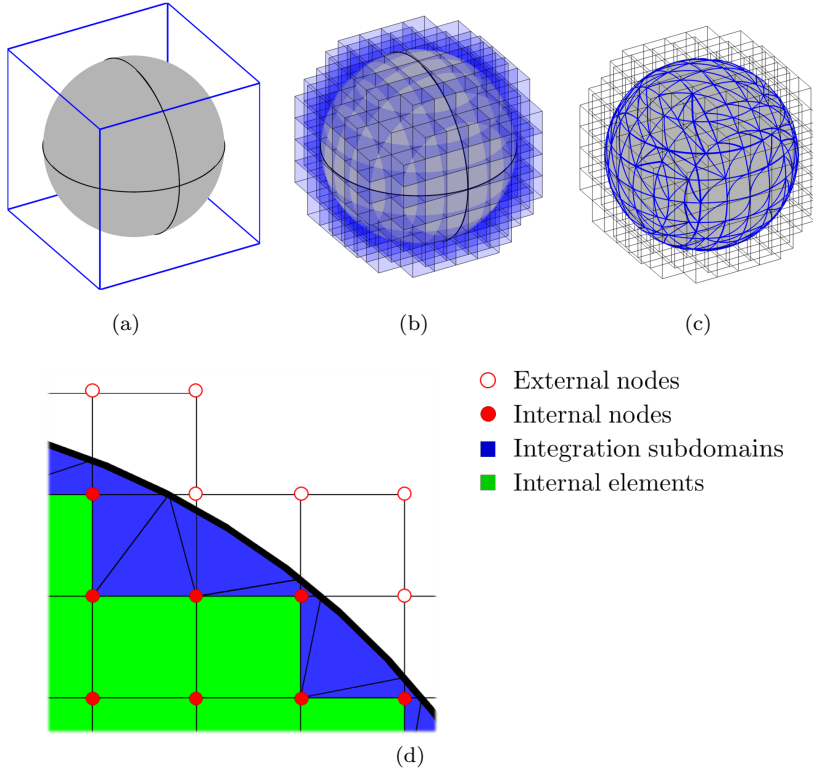 (a)
(b)
(c)
External nodes
Internal nodes
Integration subdomains
Internal elements
(d)